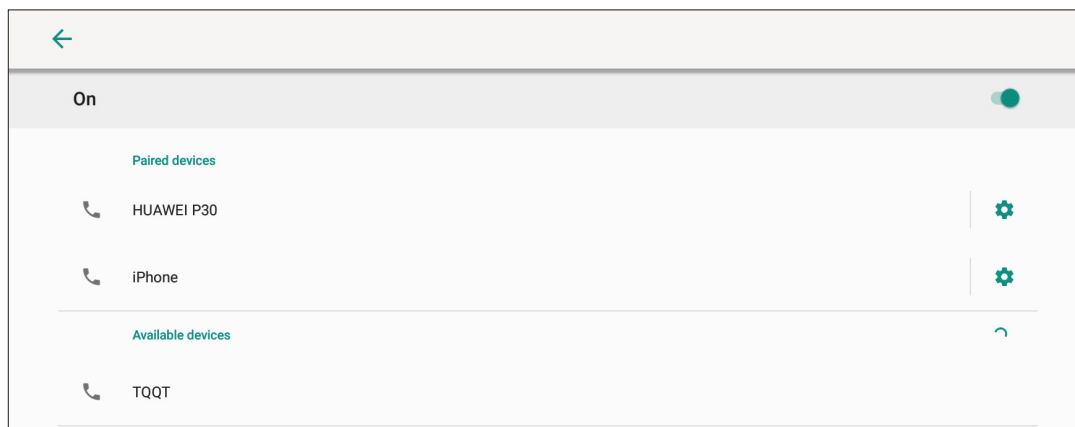 On
Paired devices
HUAWEI P30
iPhone
Available devices
TQQT